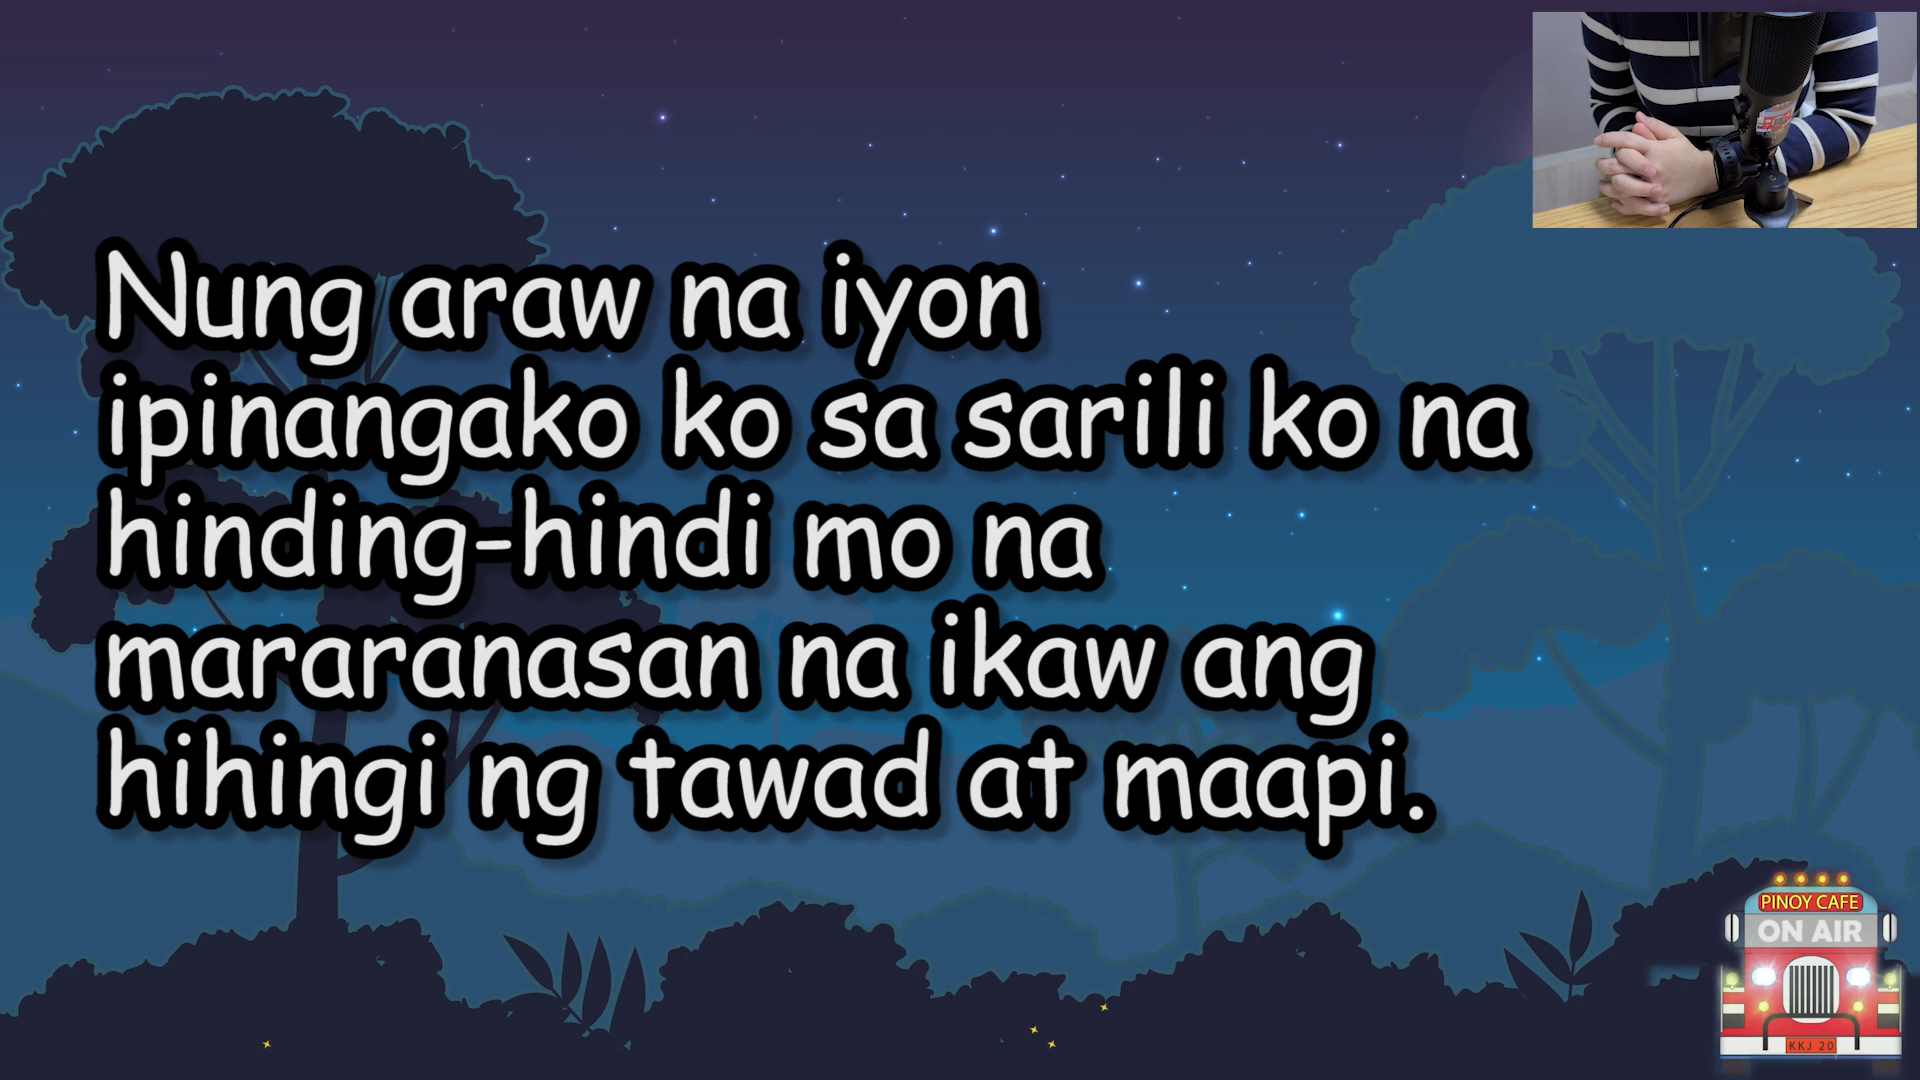 Nung araw na iyon
ipinangako ko sa sarili ko na
hinding-hindi mo na
mararanasan na ikaw ang
hihingi ng tawad at maapi.
PINOY CAFE
ON AIR
KKJ 20